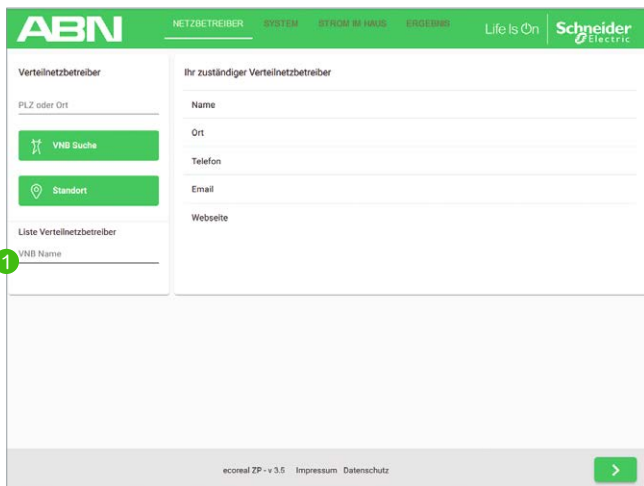 ABN
NETZBETREIBER SYSTEM STROM IM HAUS ERGEBNIS
Life Is On Schneider Electric
Verteilnetzbetreiber
PLZ oder Ort
VNB Suche
Standort
Liste Verteilnetzbetreiber
1
VNB Name
Ihr zuständiger Verteilnetzbetreiber
Name
Ort
Telefon
Email
Webseite
ecoreal ZP - v 3.5 Impressum Datenschutz